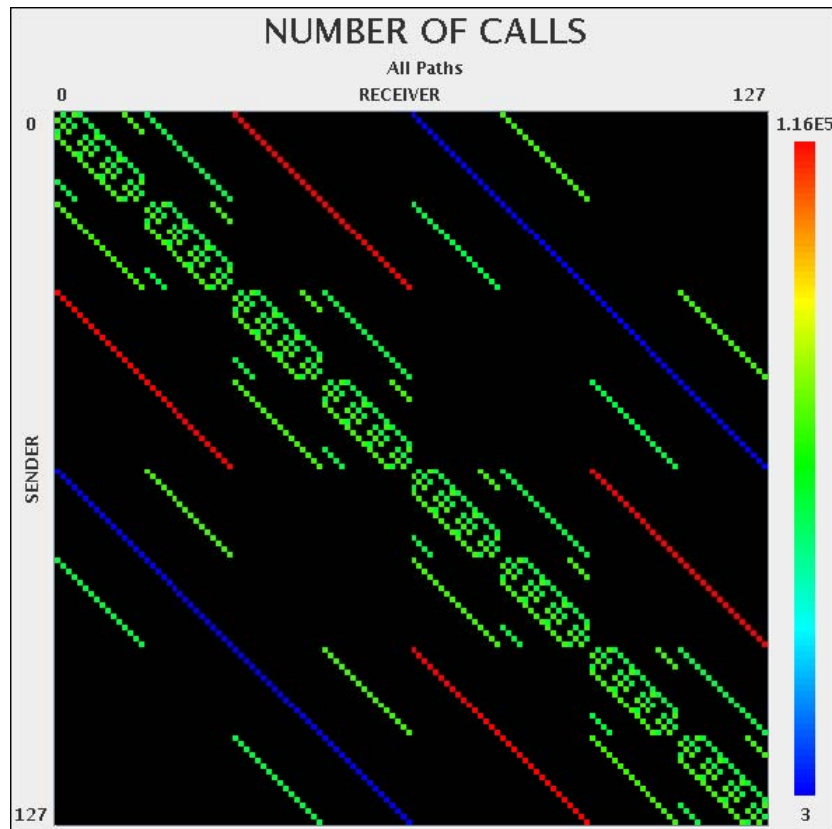 NUMBER OF CALLS
All Paths
0 RECEIVER 127
0 1.16E5
SENDER
127 3